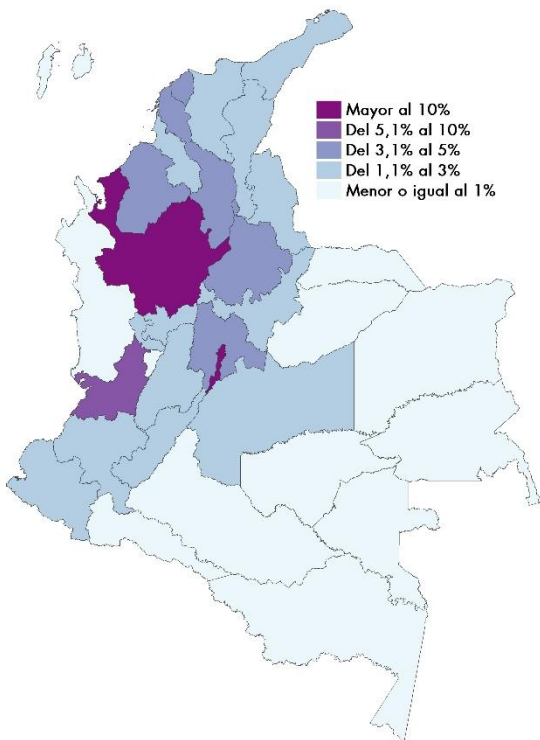 Mayor al 10%
Del 5,1% al 10%
Del 3,1% al 5%
Del 1,1% al 3%
Menor o igual al 1%